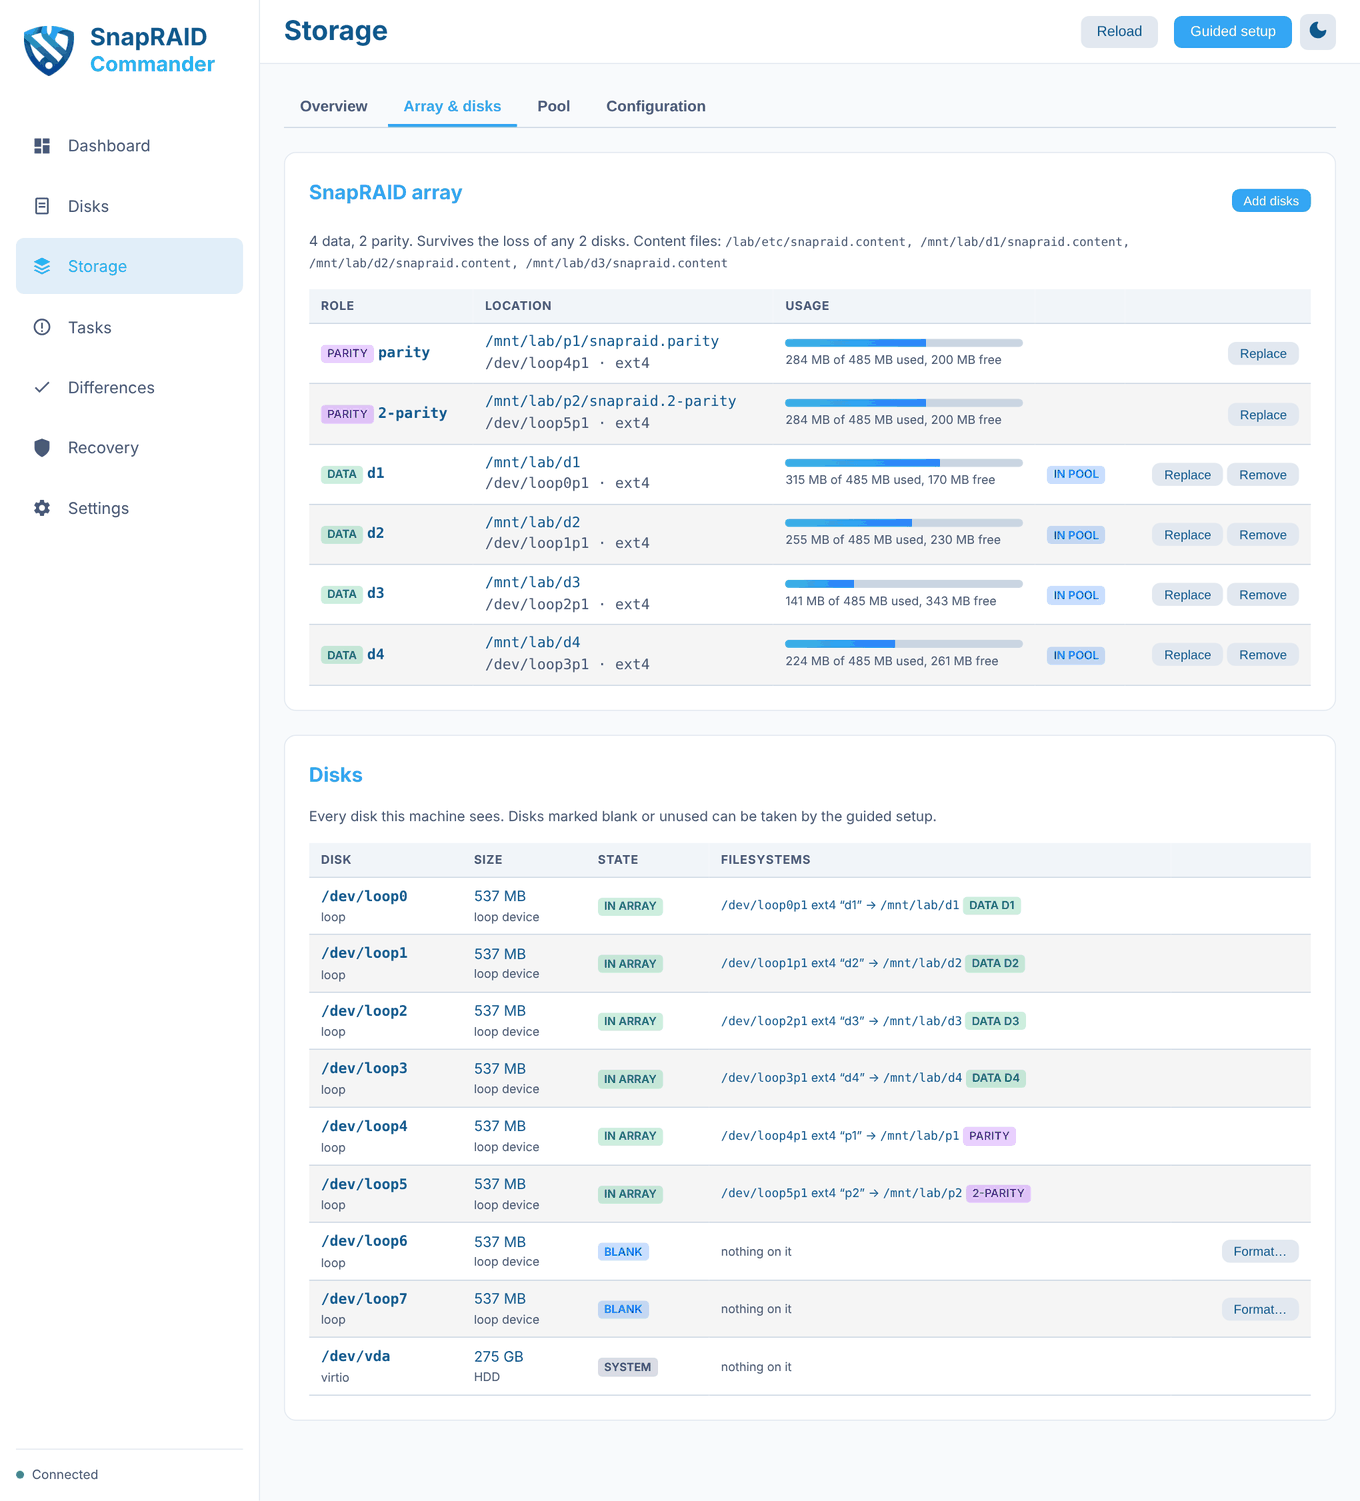 SnapRAID
Commander
Dashboard
Disks
Storage
Tasks
Differences
Recovery
Settings
Connected
Storage
Reload
Guided setup
Overview
Array & disks
Pool
Configuration
SnapRAID array
Add disks
4 data, 2 parity. Survives the loss of any 2 disks. Content files: /lab/etc/snapraid.content, /mnt/lab/d1/snapraid.content,
/mnt/lab/d2/snapraid.content, /mnt/lab/d3/snapraid.content
ROLE LOCATION USAGE
PARITY parity
/mnt/lab/p1/snapraid.parity
/dev/loop4p1 · ext4
284 MB of 485 MB used, 200 MB free
Replace
PARITY 2-parity
/mnt/lab/p2/snapraid.2-parity
/dev/loop5p1 · ext4
284 MB of 485 MB used, 200 MB free
Replace
DATA d1
/mnt/lab/d1
/dev/loop0p1 · ext4
315 MB of 485 MB used, 170 MB free
IN POOL
Replace Remove
DATA d2
/mnt/lab/d2
/dev/loop1p1 · ext4
255 MB of 485 MB used, 230 MB free
IN POOL
Replace Remove
DATA d3
/mnt/lab/d3
/dev/loop2p1 · ext4
141 MB of 485 MB used, 343 MB free
IN POOL
Replace Remove
DATA d4
/mnt/lab/d4
/dev/loop3p1 · ext4
224 MB of 485 MB used, 261 MB free
IN POOL
Replace Remove
Disks
Every disk this machine sees. Disks marked blank or unused can be taken by the guided setup.
DISK SIZE STATE FILESYSTEMS
/dev/loop0
loop
537 MB
loop device
IN ARRAY
/dev/loop0p1 ext4 “d1” → /mnt/lab/d1 DATA D1
/dev/loop1
loop
537 MB
loop device
IN ARRAY
/dev/loop1p1 ext4 “d2” → /mnt/lab/d2 DATA D2
/dev/loop2
loop
537 MB
loop device
IN ARRAY
/dev/loop2p1 ext4 “d3” → /mnt/lab/d3 DATA D3
/dev/loop3
loop
537 MB
loop device
IN ARRAY
/dev/loop3p1 ext4 “d4” → /mnt/lab/d4 DATA D4
/dev/loop4
loop
537 MB
loop device
IN ARRAY
/dev/loop4p1 ext4 “p1” → /mnt/lab/p1 PARITY
/dev/loop5
loop
537 MB
loop device
IN ARRAY
/dev/loop5p1 ext4 “p2” → /mnt/lab/p2 2-PARITY
/dev/loop6
loop
537 MB
loop device
BLANK
nothing on it
Format…
/dev/loop7
loop
537 MB
loop device
BLANK
nothing on it
Format…
/dev/vda
virtio
275 GB
HDD
SYSTEM
nothing on it